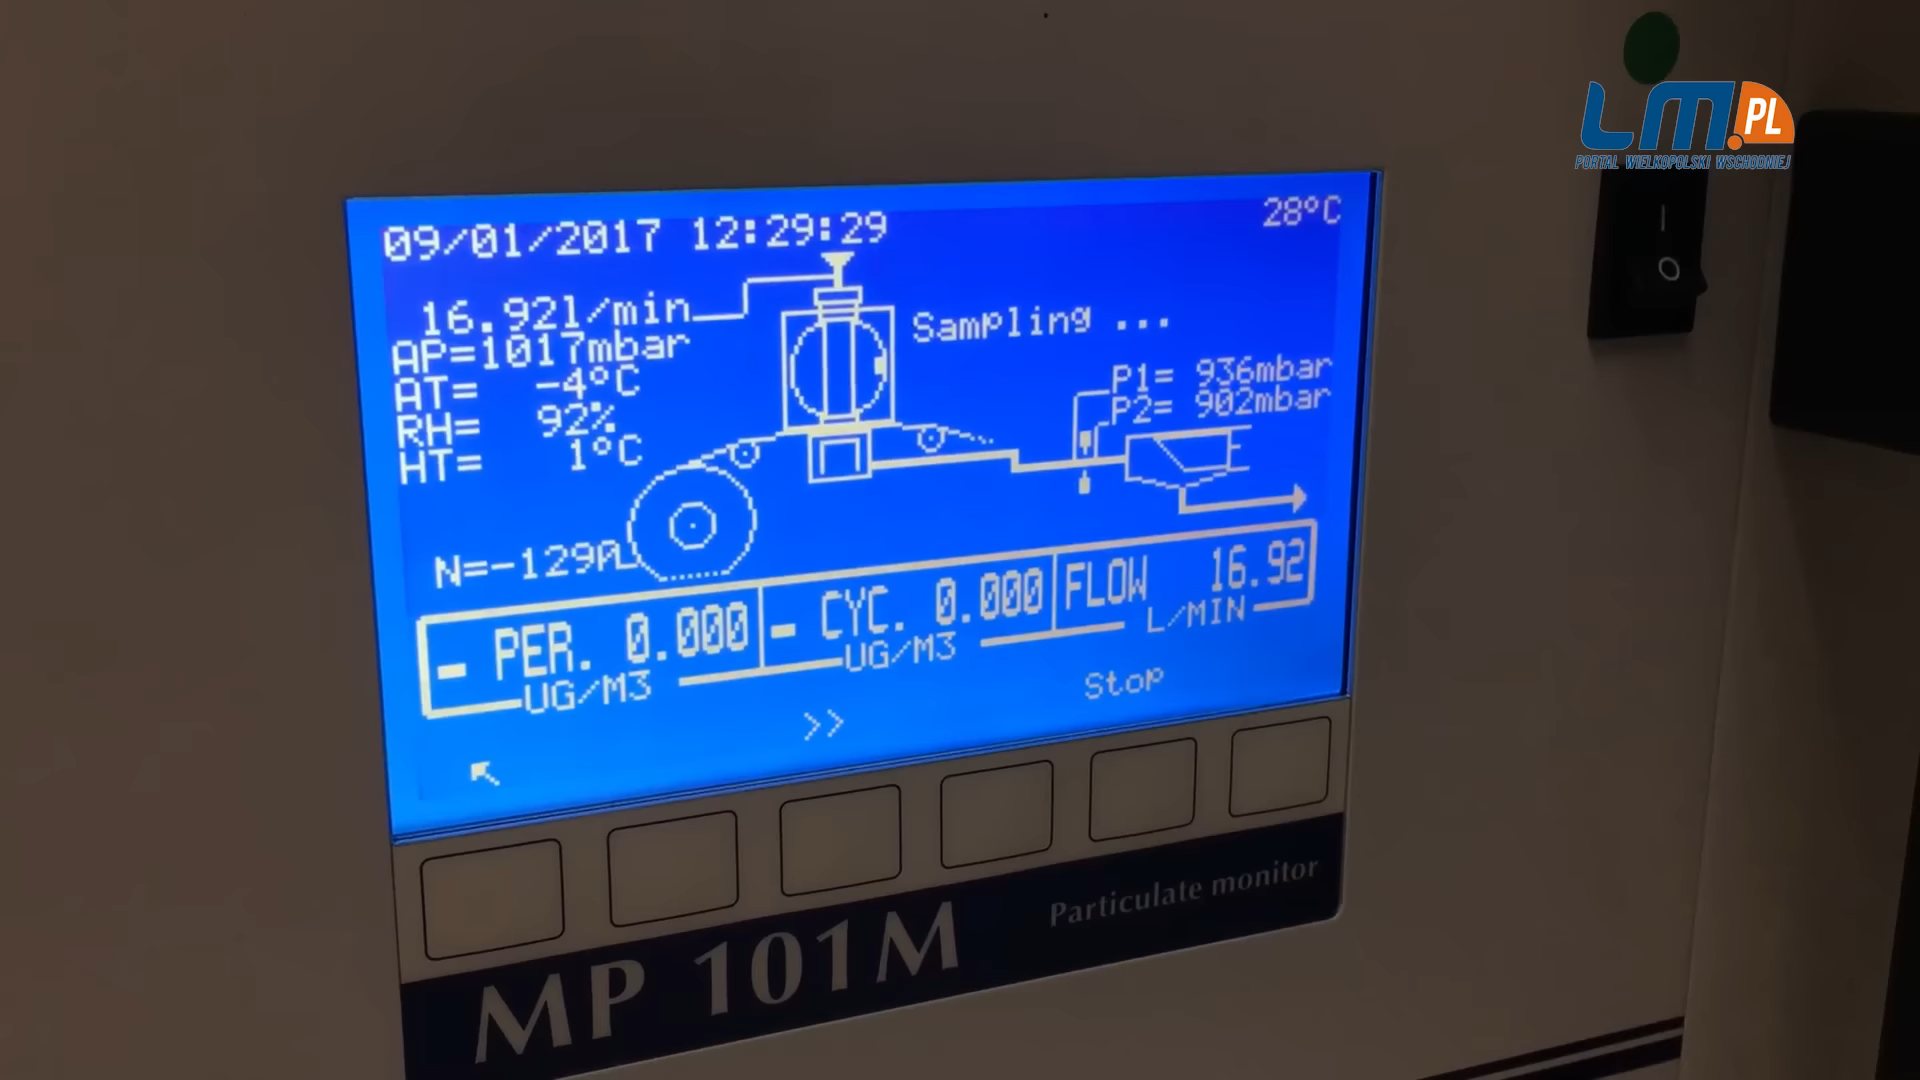 LM.PL
PORTAL WIELKOPOLSKI WSCHODNIEJ
09/01/2017 12:29:29
28°C
16.92l/min
Sampling ...
AP=1017mbar
AT= -4°C
RH= 92%
HT= 1°C
P1= 936mbar
P2= 902mbar
- PER. 0.000
UG/M3
- CYC. 0.000
UG/M3
FLOW 16.92
L/MIN
>>
Stop
MP 101M
Particulate monitor